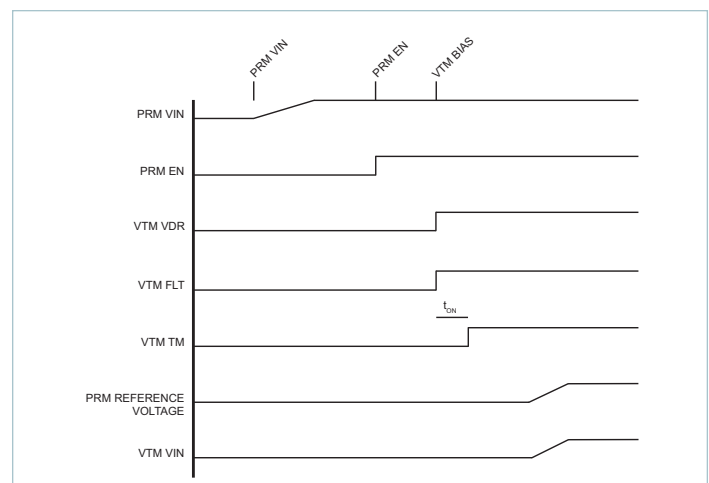 PRM VIN
PRM EN
VTM BIAS
PRM VIN
PRM EN
VTM VDR
VTM FLT
tON
VTM TM
PRM REFERENCE
VOLTAGE
VTM VIN